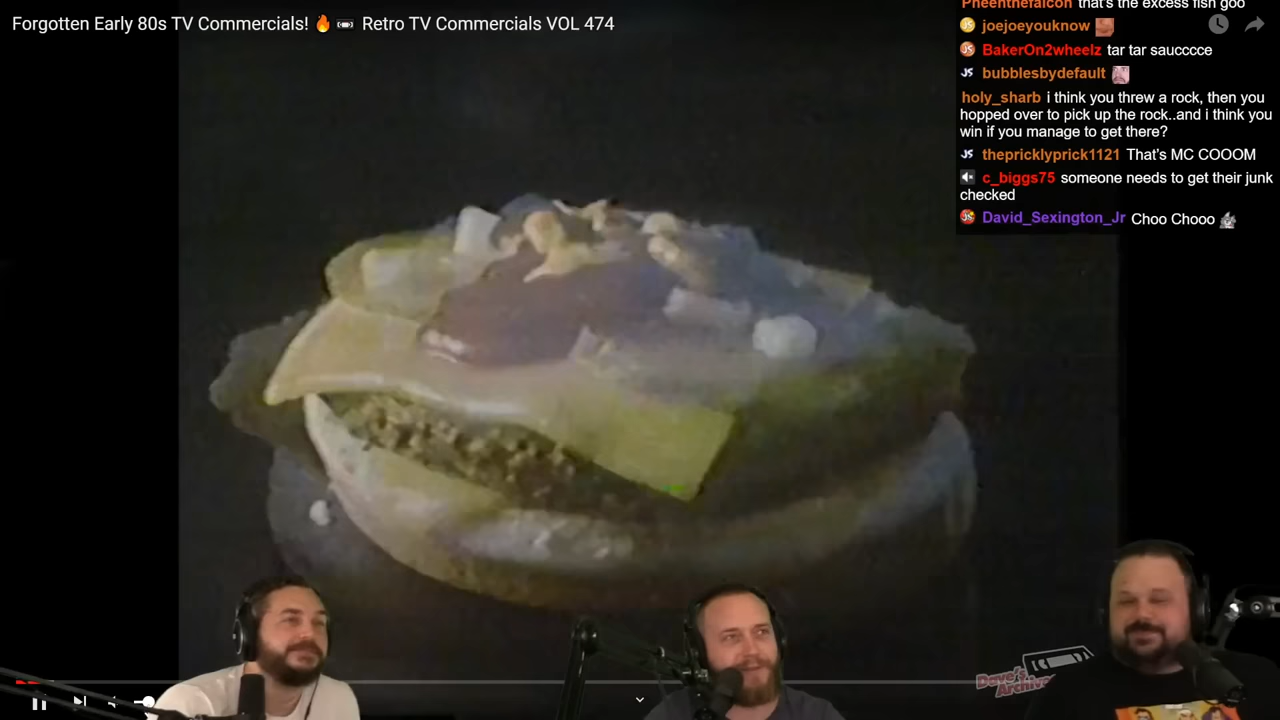 Forgotten Early 80s TV Commercials! 🔥 📼 Retro TV Commercials VOL 474
Pheenthefalcon that's the excess fish goo
joejoeyouknow
BakerOn2wheelz tar tar saucccce
bubblesbydefault
holy_sharb i think you threw a rock, then you
hopped over to pick up the rock..and i think you
win if you manage to get there?
thepricklyprick1121 That's MC COOOM
c_biggs75 someone needs to get their junk
checked
David_Sexington_Jr Choo Chooo
Dave's
Archive